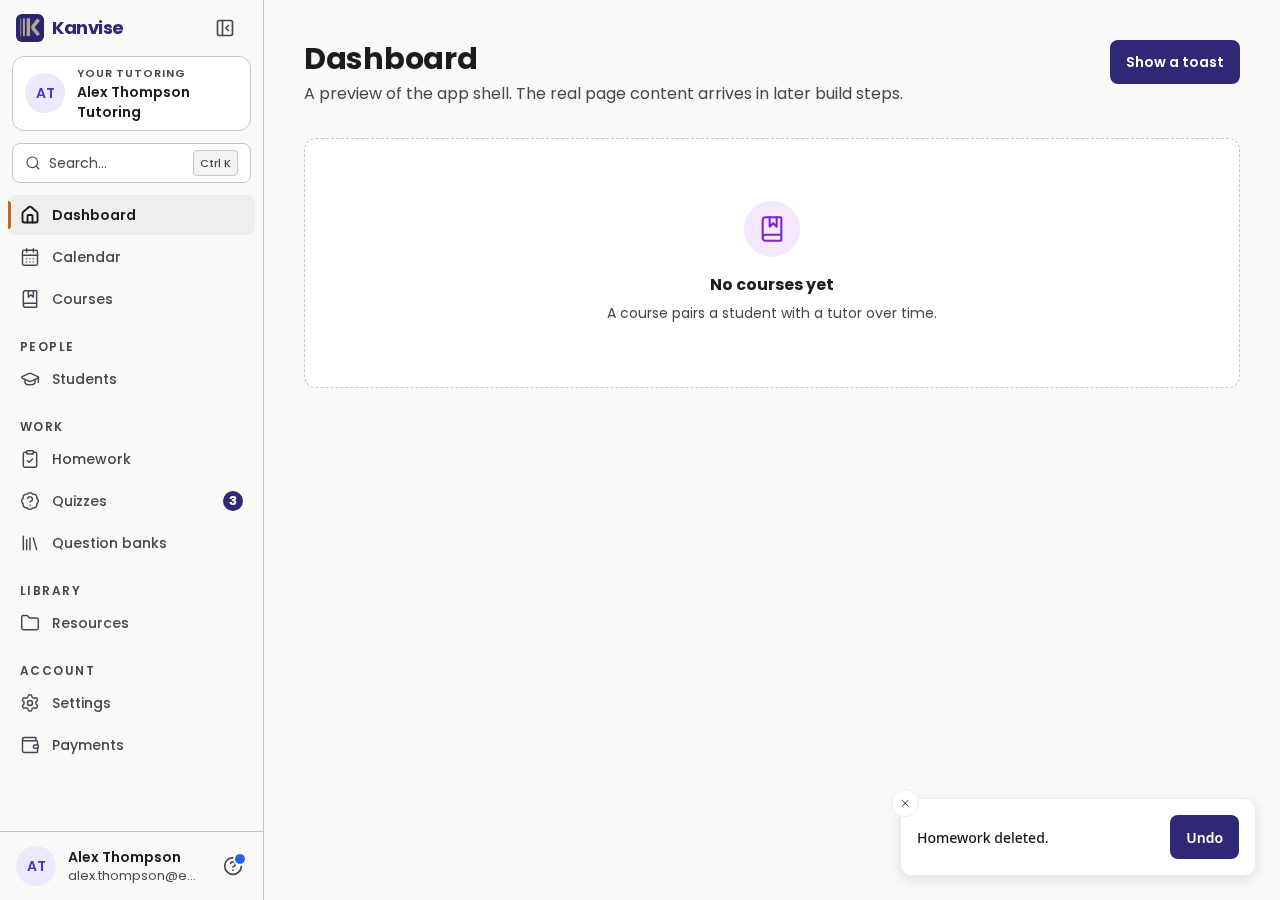 Kanvise
AT
YOUR TUTORING
Alex Thompson
Tutoring
Search...
Ctrl K
Dashboard
Calendar
Courses
PEOPLE
Students
WORK
Homework
Quizzes
3
Question banks
LIBRARY
Resources
ACCOUNT
Settings
Payments
AT
Alex Thompson
alex.thompson@e...
Dashboard
A preview of the app shell. The real page content arrives in later build steps.
Show a toast
No courses yet
A course pairs a student with a tutor over time.
Homework deleted.
Undo